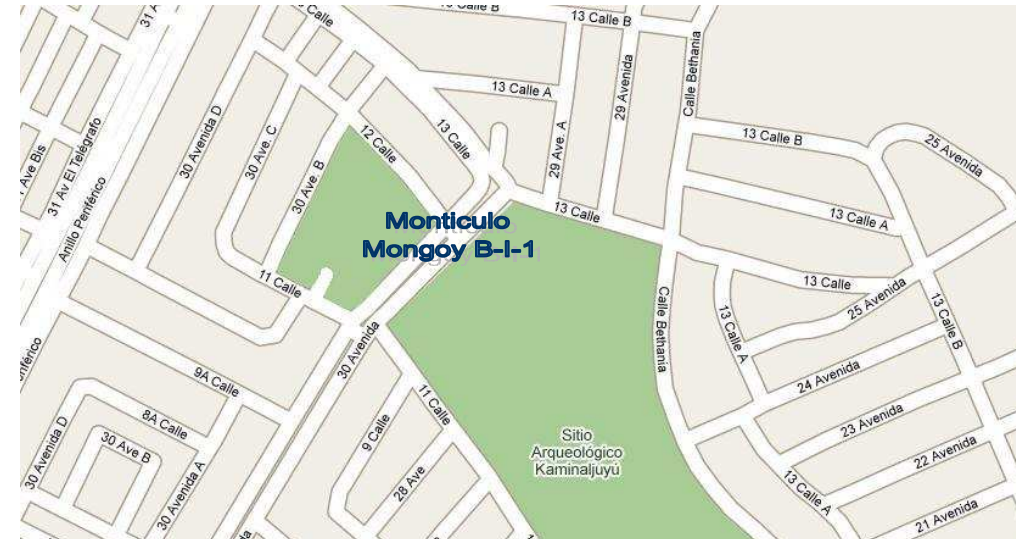 31 A
Calle
Calle B
13 Calle B
Calle Bethania
13 Calle A
29 Avenida
13 Calle B
25 Avenida
30 Avenida D
30 Ave. C
12 Calle
13 Calle
29 Ave. A
Ave Bis
31 Av El Telégrafo
30 Ave. B
13 Calle
13 Calle A
Anillo Periférico
Monticulo
Mongoy B-I-1
11 Calle
13 Calle
25 Avenida
Calle Bethania
13 Calle A
13 Calle B
30 Avenida
9A Calle
24 Avenida
8A Calle
11 Calle
23 Avenida
30 Avenida D
30 Ave B
9 Calle
Sitio
Arqueológico
Kaminaljuyú
22 Avenida
30 Avenida A
28 Ave
13 Calle A
21 Avenida